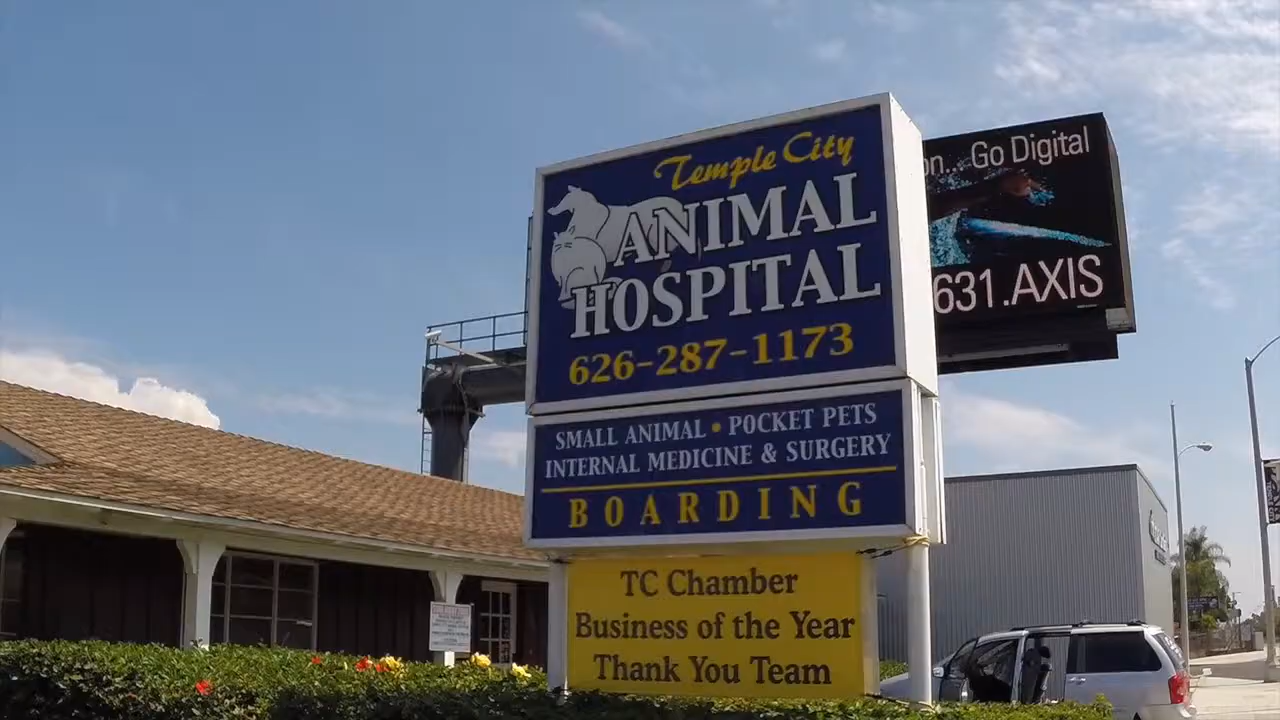 Temple City
ANIMAL
HOSPITAL
626-287-1173
SMALL ANIMAL • POCKET PETS
INTERNAL MEDICINE & SURGERY
BOARDING
TC Chamber
Business of the Year
Thank You Team
on... Go Digital
631.AXIS